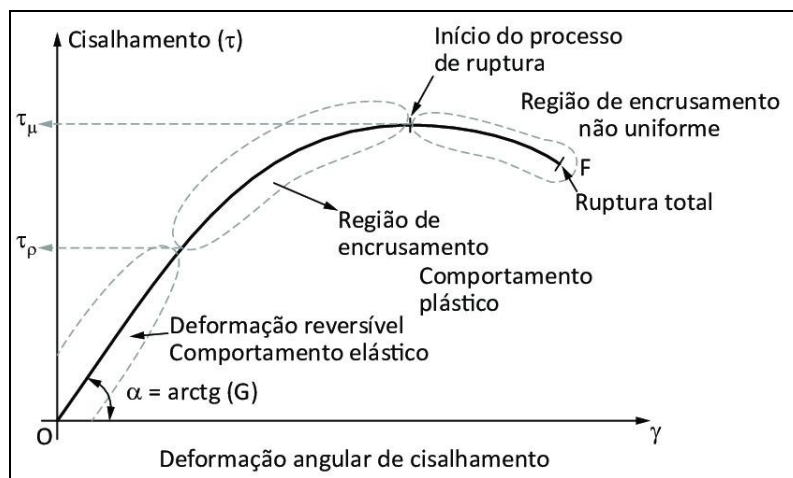 Cisalhamento (τ)
Início do processo
de ruptura
τμ
Região de encrusamento
não uniforme
F
Ruptura total
Região de
encrusamento
τρ
Comportamento
plástico
Deformação reversível
Comportamento elástico
α = arctg (G)
O
γ
Deformação angular de cisalhamento